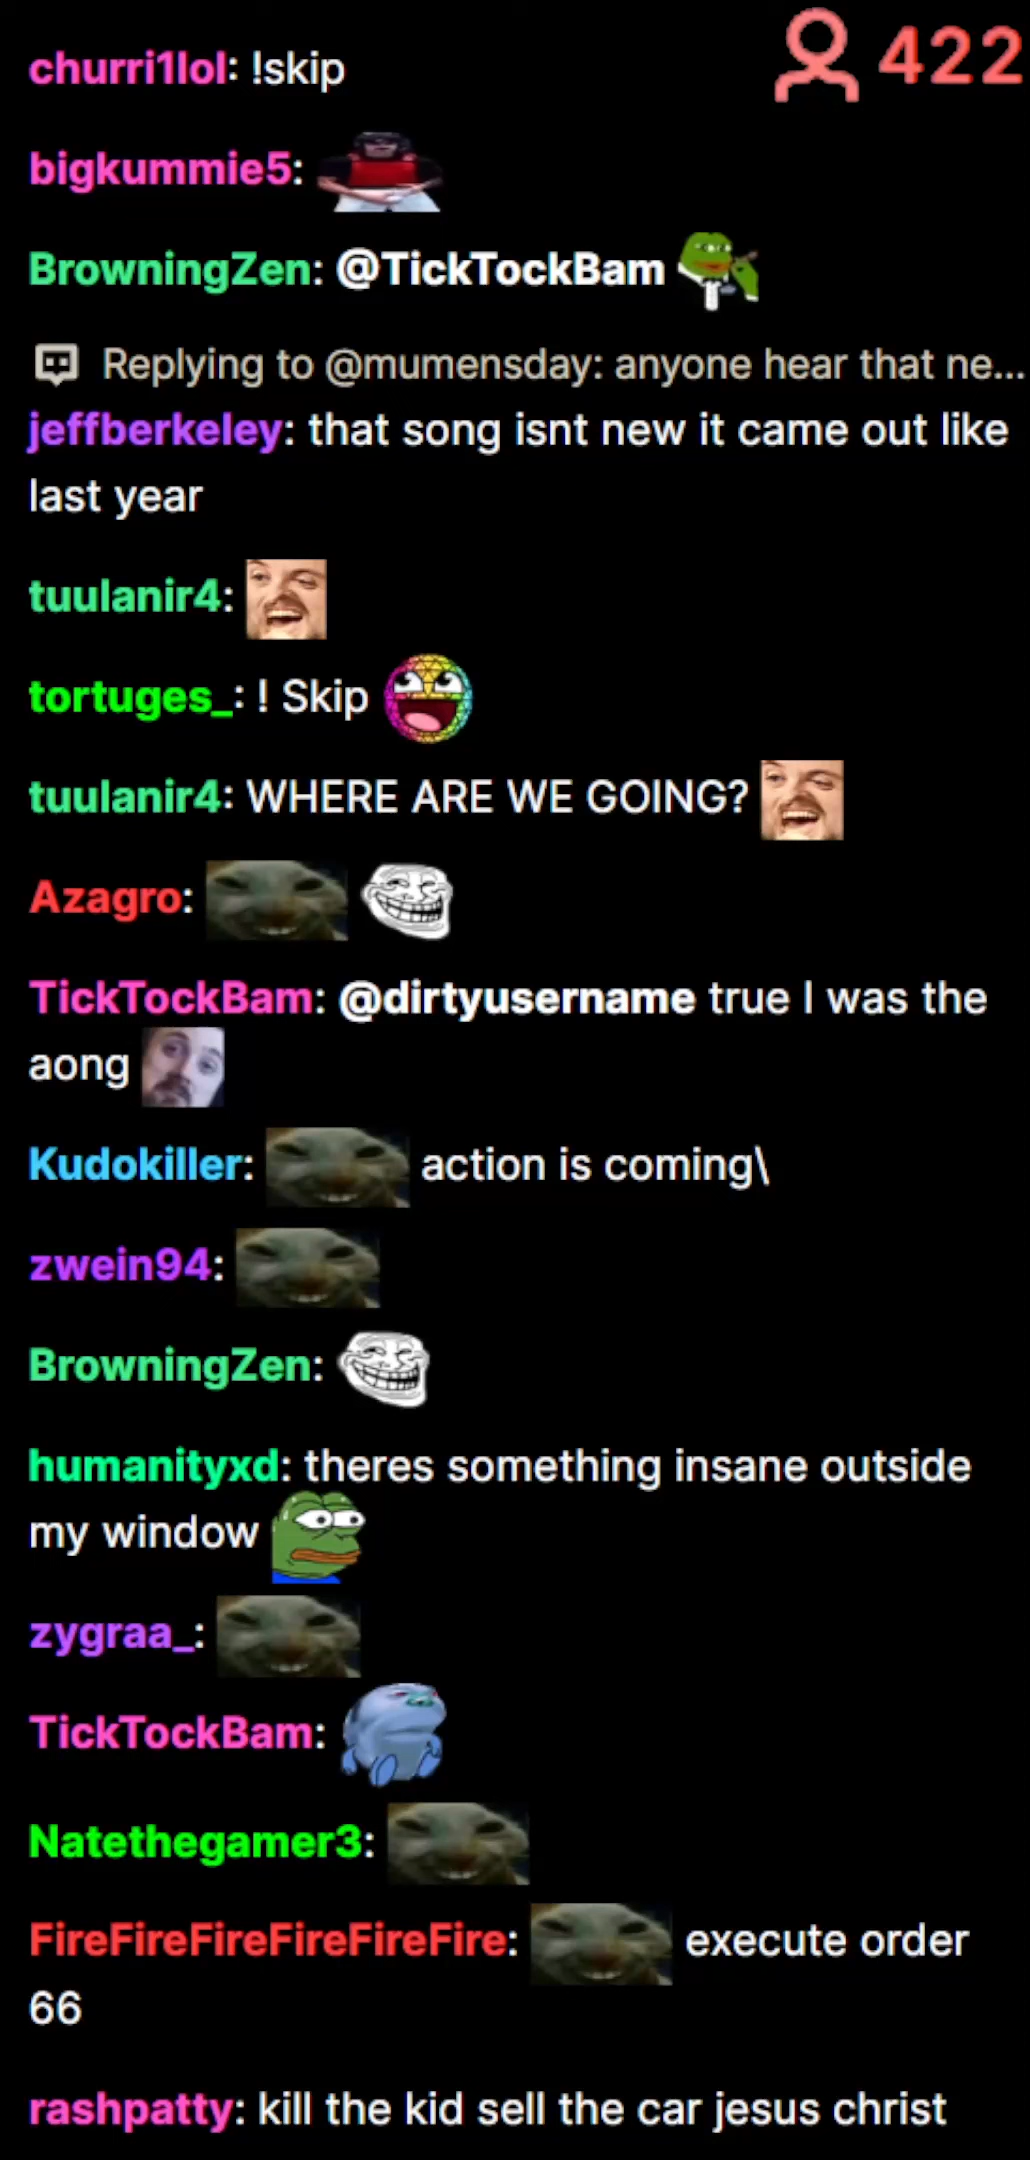 churri1lol: !skip
422
bigkummie5:
BrowningZen: @TickTockBam
Replying to @mumensday: anyone hear that ne...
jeffberkeley: that song isnt new it came out like
last year
tuulanir4:
tortuges_: ! Skip
tuulanir4: WHERE ARE WE GOING?
Azagro:
TickTockBam: @dirtyusername true I was the
aong
Kudokiller: action is coming\
zwein94:
BrowningZen:
humanityxd: theres something insane outside
my window
zygraa_:
TickTockBam:
Natethegamer3:
FireFireFireFireFireFire: execute order
66
rashpatty: kill the kid sell the car jesus christ